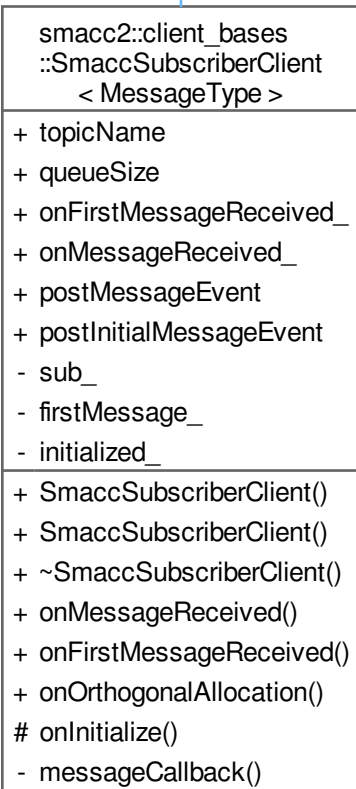 smacc2::client_bases
::SmaccSubscriberClient
< MessageType >
+ topicName
+ queueSize
+ onFirstMessageReceived_
+ onMessageReceived_
+ postMessageEvent
+ postInitialMessageEvent
- sub_
- firstMessage_
- initialized_
+ SmaccSubscriberClient()
+ SmaccSubscriberClient()
+ ~SmaccSubscriberClient()
+ onMessageReceived()
+ onFirstMessageReceived()
+ onOrthogonalAllocation()
# onInitialize()
- messageCallback()